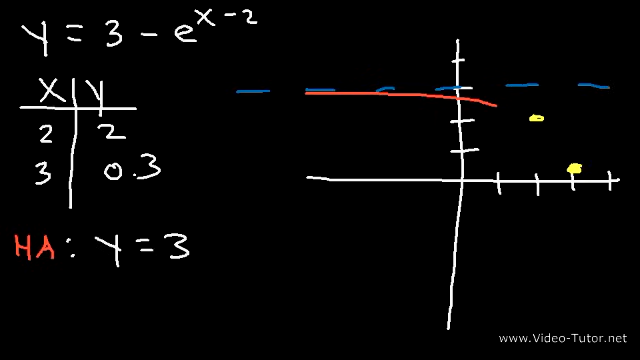 y = 3 - e^{x-2}
x | y
2 | 2
3 | 0.3
HA: y = 3
www.Video-Tutor.net